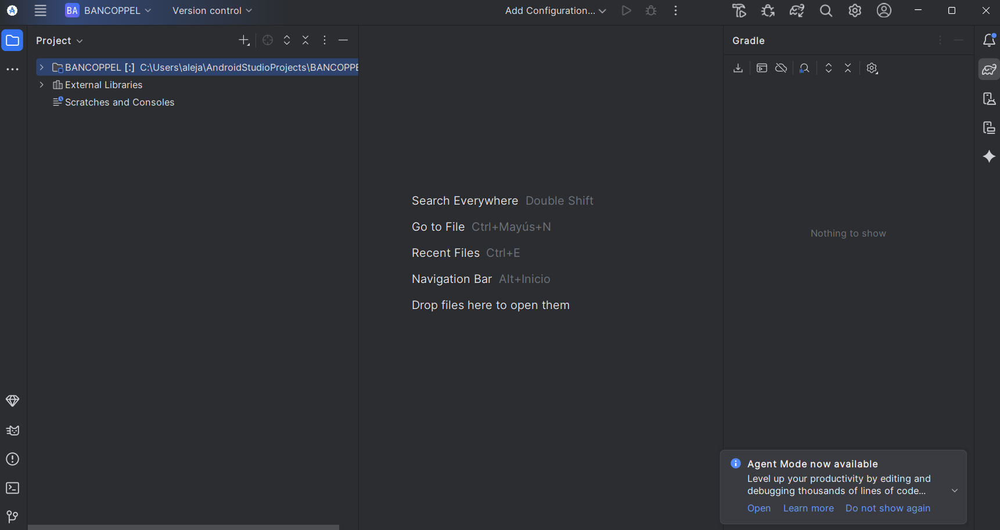 BA BANCOPPEL
Version control
Add Configuration...
Project
BANCOPPEL [:] C:\Users\aleja\AndroidStudioProjects\BANCOPPE
External Libraries
Scratches and Consoles
Search Everywhere Double Shift
Go to File Ctrl+Mayús+N
Recent Files Ctrl+E
Navigation Bar Alt+Inicio
Drop files here to open them
Gradle
Nothing to show
Agent Mode now available
Level up your productivity by editing and
debugging thousands of lines of code...
Open Learn more Do not show again